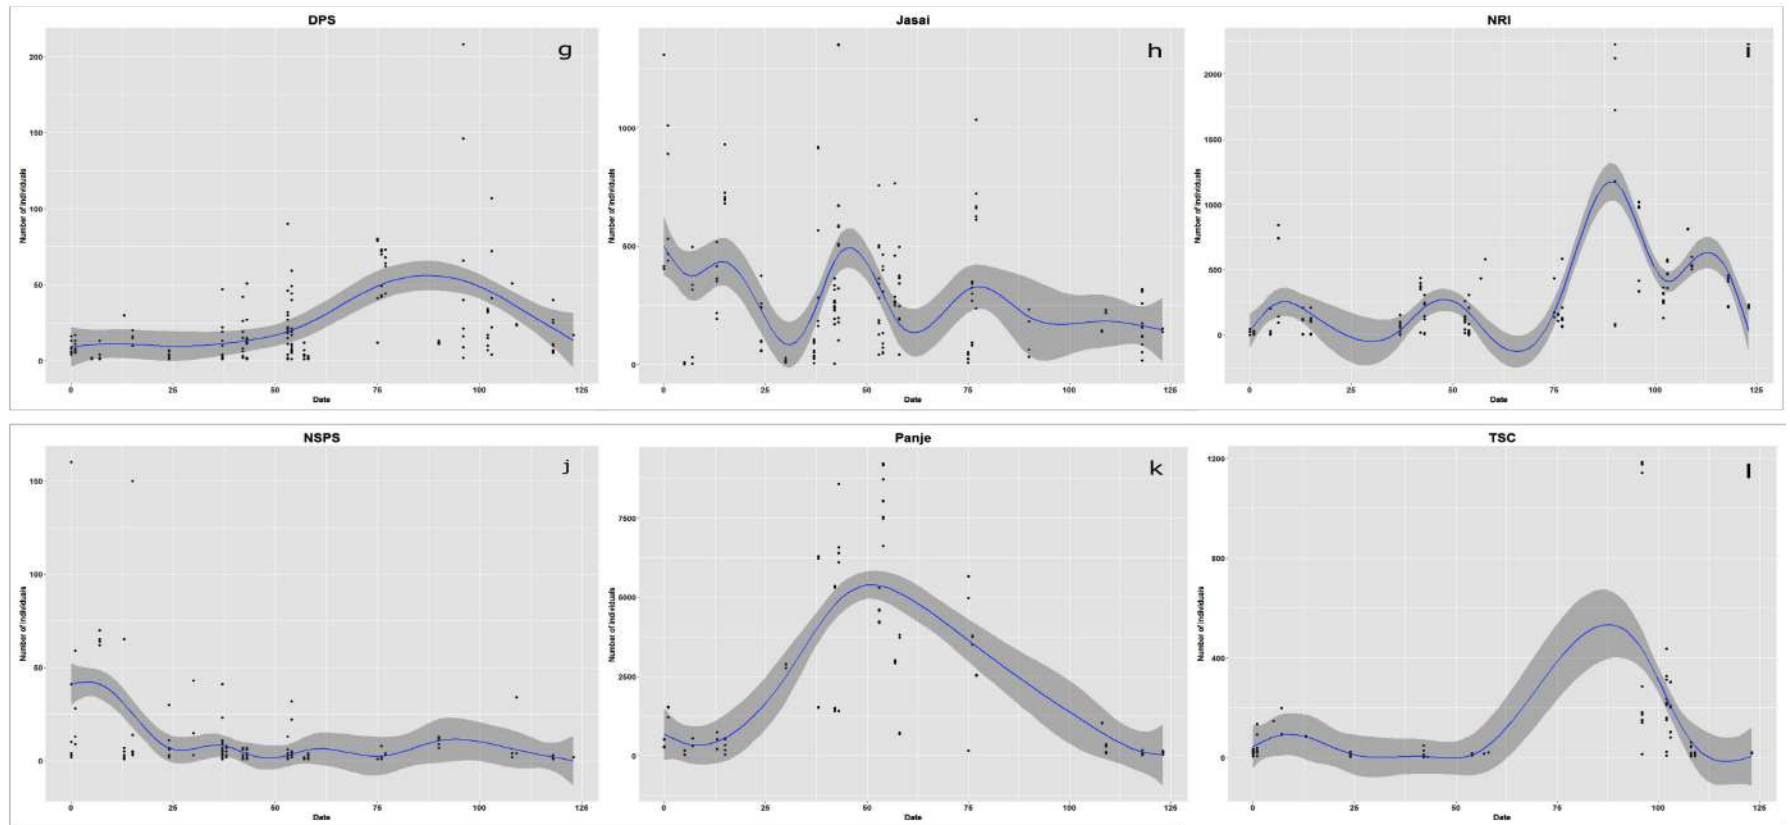 DPS
g
200
150
100
50
0
Number of individuals
0 25 50 75 100 125
Date
Jasai
h
1000
500
0
Number of individuals
0 25 50 75 100 125
Date
NRI
i
2000
1500
1000
500
0
Number of individuals
0 25 50 75 100 125
Date
NSPS
j
150
100
50
0
Number of individuals
0 25 50 75 100 125
Date
Panje
k
7500
5000
2500
0
Number of individuals
0 25 50 75 100 125
Date
TSC
l
1200
800
400
0
Number of individuals
0 25 50 75 100 125
Date